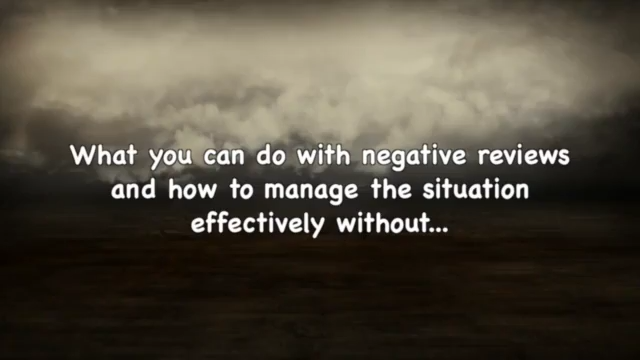 What you can do with negative reviews
and how to manage the situation
effectively without...